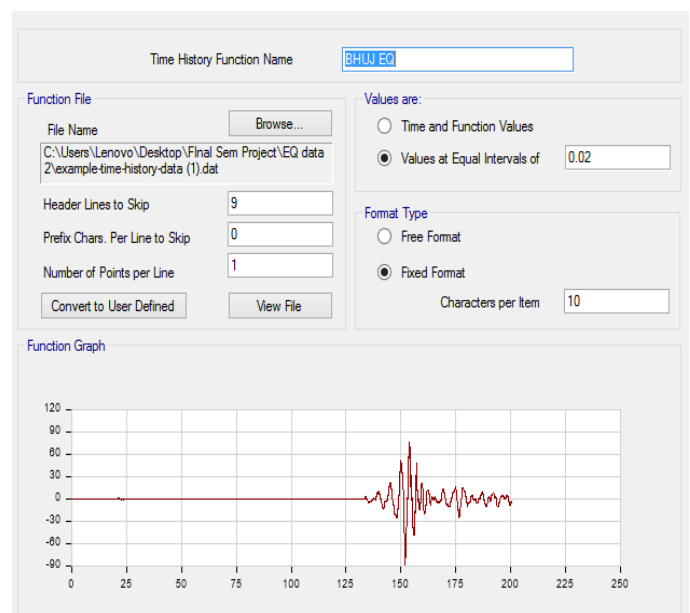 Time History Function Name
BHUJ EQ
Function File
File Name
Browse...
C:\Users\Lenovo\Desktop\FInal Sem Project\EQ data
2\example-time-history-data (1).dat
Header Lines to Skip
9
Prefix Chars. Per Line to Skip
0
Number of Points per Line
1
Convert to User Defined
View File
Values are:
Time and Function Values
Values at Equal Intervals of
0.02
Format Type
Free Format
Fixed Format
Characters per Item
10
Function Graph
120
90
60
30
0
-30
-60
-90
0 25 50 75 100 125 150 175 200 225 250